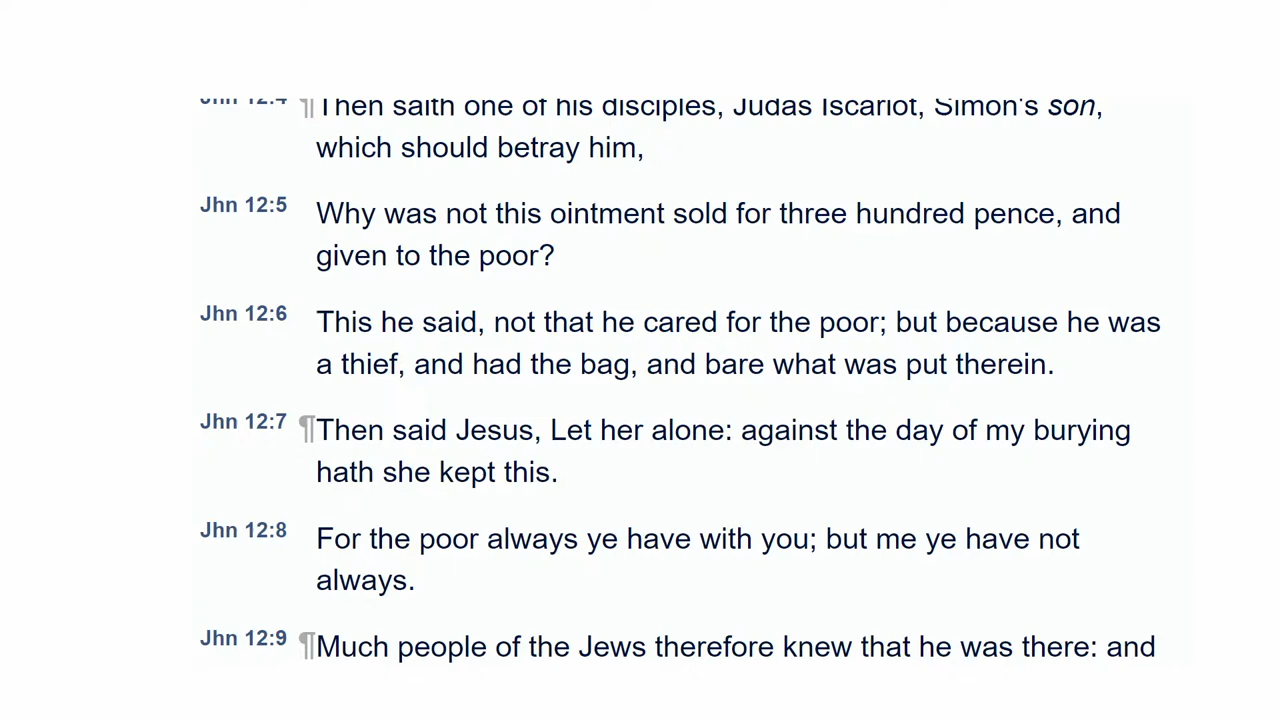 Jhn 12:4 ¶Then saith one of his disciples, Judas Iscariot, Simon's son,
which should betray him,
Jhn 12:5 Why was not this ointment sold for three hundred pence, and
given to the poor?
Jhn 12:6 This he said, not that he cared for the poor; but because he was
a thief, and had the bag, and bare what was put therein.
Jhn 12:7 ¶Then said Jesus, Let her alone: against the day of my burying
hath she kept this.
Jhn 12:8 For the poor always ye have with you; but me ye have not
always.
Jhn 12:9 ¶Much people of the Jews therefore knew that he was there: and